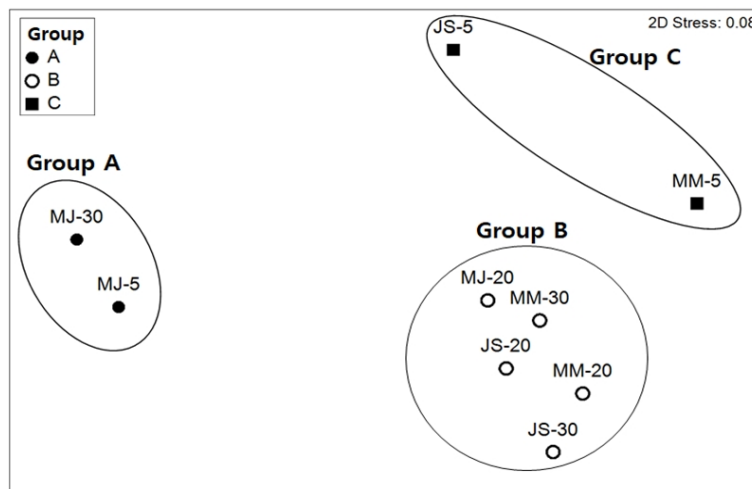 Group
A
B
C
2D Stress: 0.08
JS-5
Group C
Group A
MM-5
MJ-30
Group B
MJ-5
MJ-20
MM-30
JS-20
MM-20
JS-30